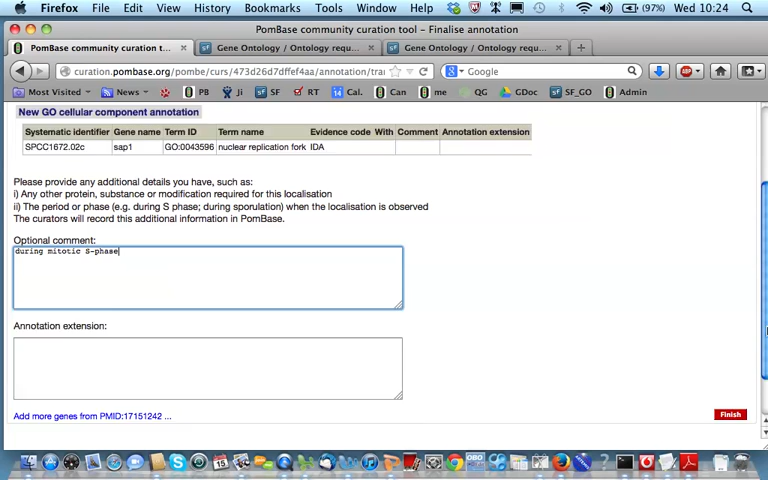 Firefox File Edit View History Bookmarks Tools Window Help (97%) Wed 10:24
PomBase community curation tool – Finalise annotation
PomBase community curation t... Gene Ontology / Ontology requ... Gene Ontology / Ontology requ...
curation.pombase.org/pombe/curs/473d26d7dffef4aa/annotation/tra Google
Most Visited News PB Ji SF RT Cal. Can me QG GDoc SF_GO Admin
New GO cellular component annotation
Systematic identifier Gene name Term ID Term name Evidence code With Comment Annotation extension
SPCC1672.02c sap1 GO:0043596 nuclear replication fork IDA
Please provide any additional details you have, such as:
i) Any other protein, substance or modification required for this localisation
ii) The period or phase (e.g. during S phase; during sporulation) when the localisation is observed
The curators will record this additional information in PomBase.
Optional comment:
during mitotic S-phase
Annotation extension:
Add more genes from PMID:17151242 ...
Finish